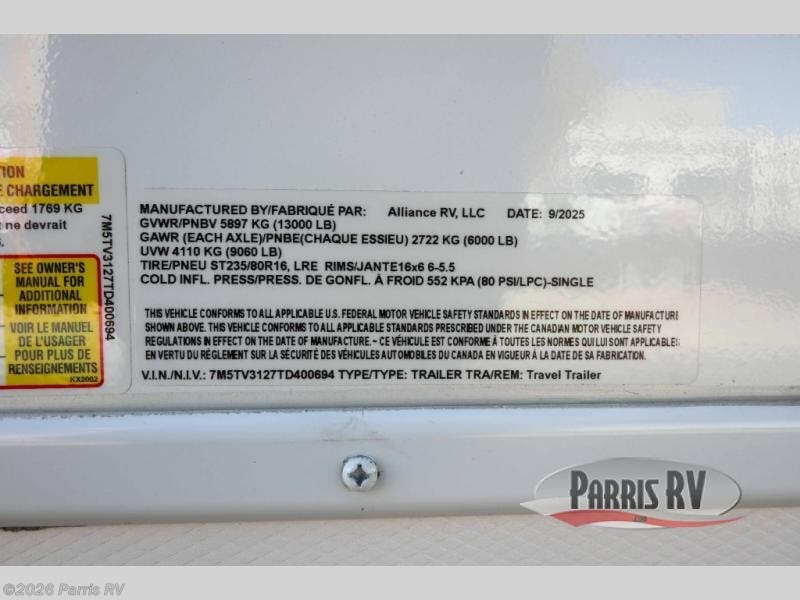 TION
E CHARGEMENT
ceed 1769 KG
t ne devrait
s.
7M5TV3127TD400694
SEE OWNER'S
MANUAL FOR
ADDITIONAL
INFORMATION
VOIR LE MANUEL
DE L'USAGER
POUR PLUS DE
RENSEIGNEMENTS
KX2002
MANUFACTURED BY/FABRIQUÉ PAR: Alliance RV, LLC DATE: 9/2025
GVWR/PNBV 5897 KG (13000 LB)
GAWR (EACH AXLE)/PNBE(CHAQUE ESSIEU) 2722 KG (6000 LB)
UVW 4110 KG (9060 LB)
TIRE/PNEU ST235/80R16, LRE RIMS/JANTE16x6 6-5.5
COLD INFL. PRESS/PRESS. DE GONFL. À FROID 552 KPA (80 PSI/LPC)-SINGLE
THIS VEHICLE CONFORMS TO ALL APPLICABLE U.S. FEDERAL MOTOR VEHICLE SAFETY STANDARDS IN EFFECT ON THE DATE OF MANUFACTURE
SHOWN ABOVE. THIS VEHICLE CONFORMS TO ALL APPLICABLE STANDARDS PRESCRIBED UNDER THE CANADIAN MOTOR VEHICLE SAFETY
REGULATIONS IN EFFECT ON THE DATE OF MANUFACTURE.~ CE VÉHICULE EST CONFORME À TOUTES LES NORMES QUI LUI SONT APPLICABLES
EN VERTU DU RÈGLEMENT SUR LA SÉCURITÉ DES VÉHICULES AUTOMOBILES DU CANADA EN VIGUEUR À LA DATE DE SA FABRICATION.
V.I.N./N.I.V.: 7M5TV3127TD400694 TYPE/TYPE: TRAILER TRA/REM: Travel Trailer
PARRIS RV
©2026 Parris RV